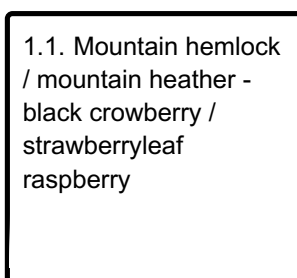 1.1. Mountain hemlock
/ mountain heather -
black crowberry /
strawberryleaf
raspberry